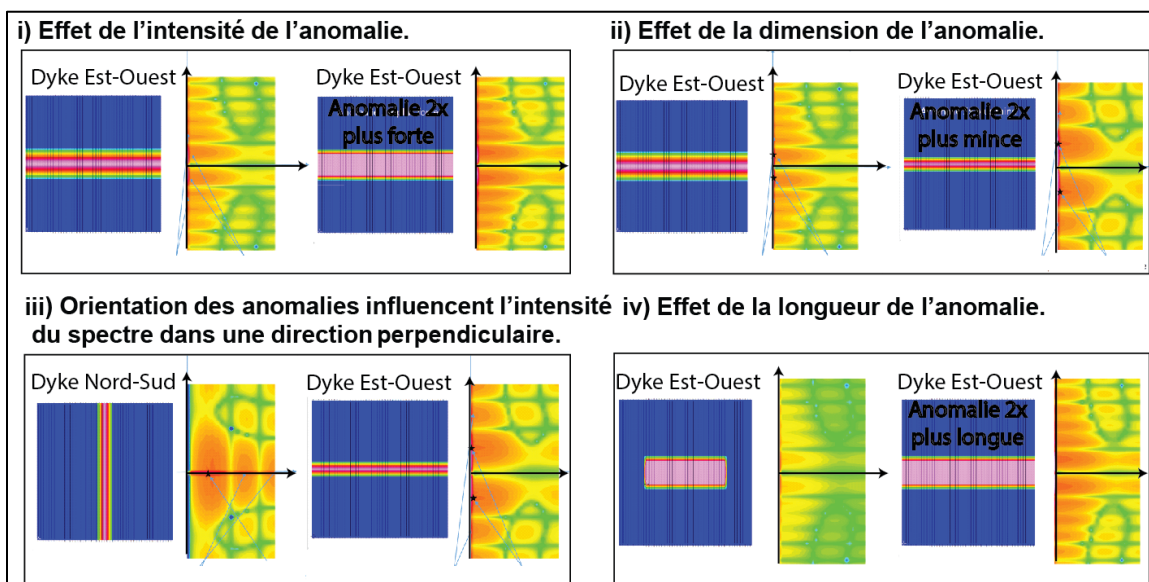 i) Effet de l'intensité de l'anomalie.
Dyke Est-Ouest
Dyke Est-Ouest
Anomalie 2x
plus forte
ii) Effet de la dimension de l'anomalie.
Dyke Est-Ouest
Dyke Est-Ouest
Anomalie 2x
plus mince
iii) Orientation des anomalies influencent l'intensité
du spectre dans une direction perpendiculaire.
Dyke Nord-Sud
Dyke Est-Ouest
iv) Effet de la longueur de l'anomalie.
Dyke Est-Ouest
Dyke Est-Ouest
Anomalie 2x
plus longue